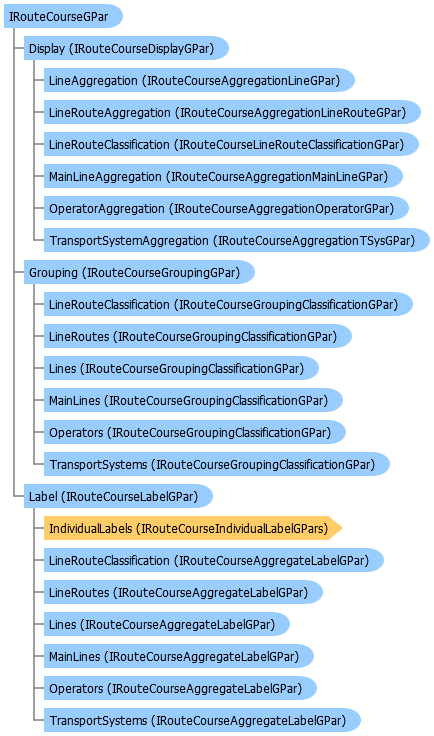 IRouteCourseGPar
Display (IRouteCourseDisplayGPar)
LineAggregation (IRouteCourseAggregationLineGPar)
LineRouteAggregation (IRouteCourseAggregationLineRouteGPar)
LineRouteClassification (IRouteCourseLineRouteClassificationGPar)
MainLineAggregation (IRouteCourseAggregationMainLineGPar)
OperatorAggregation (IRouteCourseAggregationOperatorGPar)
TransportSystemAggregation (IRouteCourseAggregationTSysGPar)
Grouping (IRouteCourseGroupingGPar)
LineRouteClassification (IRouteCourseGroupingClassificationGPar)
LineRoutes (IRouteCourseGroupingClassificationGPar)
Lines (IRouteCourseGroupingClassificationGPar)
MainLines (IRouteCourseGroupingClassificationGPar)
Operators (IRouteCourseGroupingClassificationGPar)
TransportSystems (IRouteCourseGroupingClassificationGPar)
Label (IRouteCourseLabelGPar)
IndividualLabels (IRouteCourseIndividualLabelGPars)
LineRouteClassification (IRouteCourseAggregateLabelGPar)
LineRoutes (IRouteCourseAggregateLabelGPar)
Lines (IRouteCourseAggregateLabelGPar)
MainLines (IRouteCourseAggregateLabelGPar)
Operators (IRouteCourseAggregateLabelGPar)
TransportSystems (IRouteCourseAggregateLabelGPar)